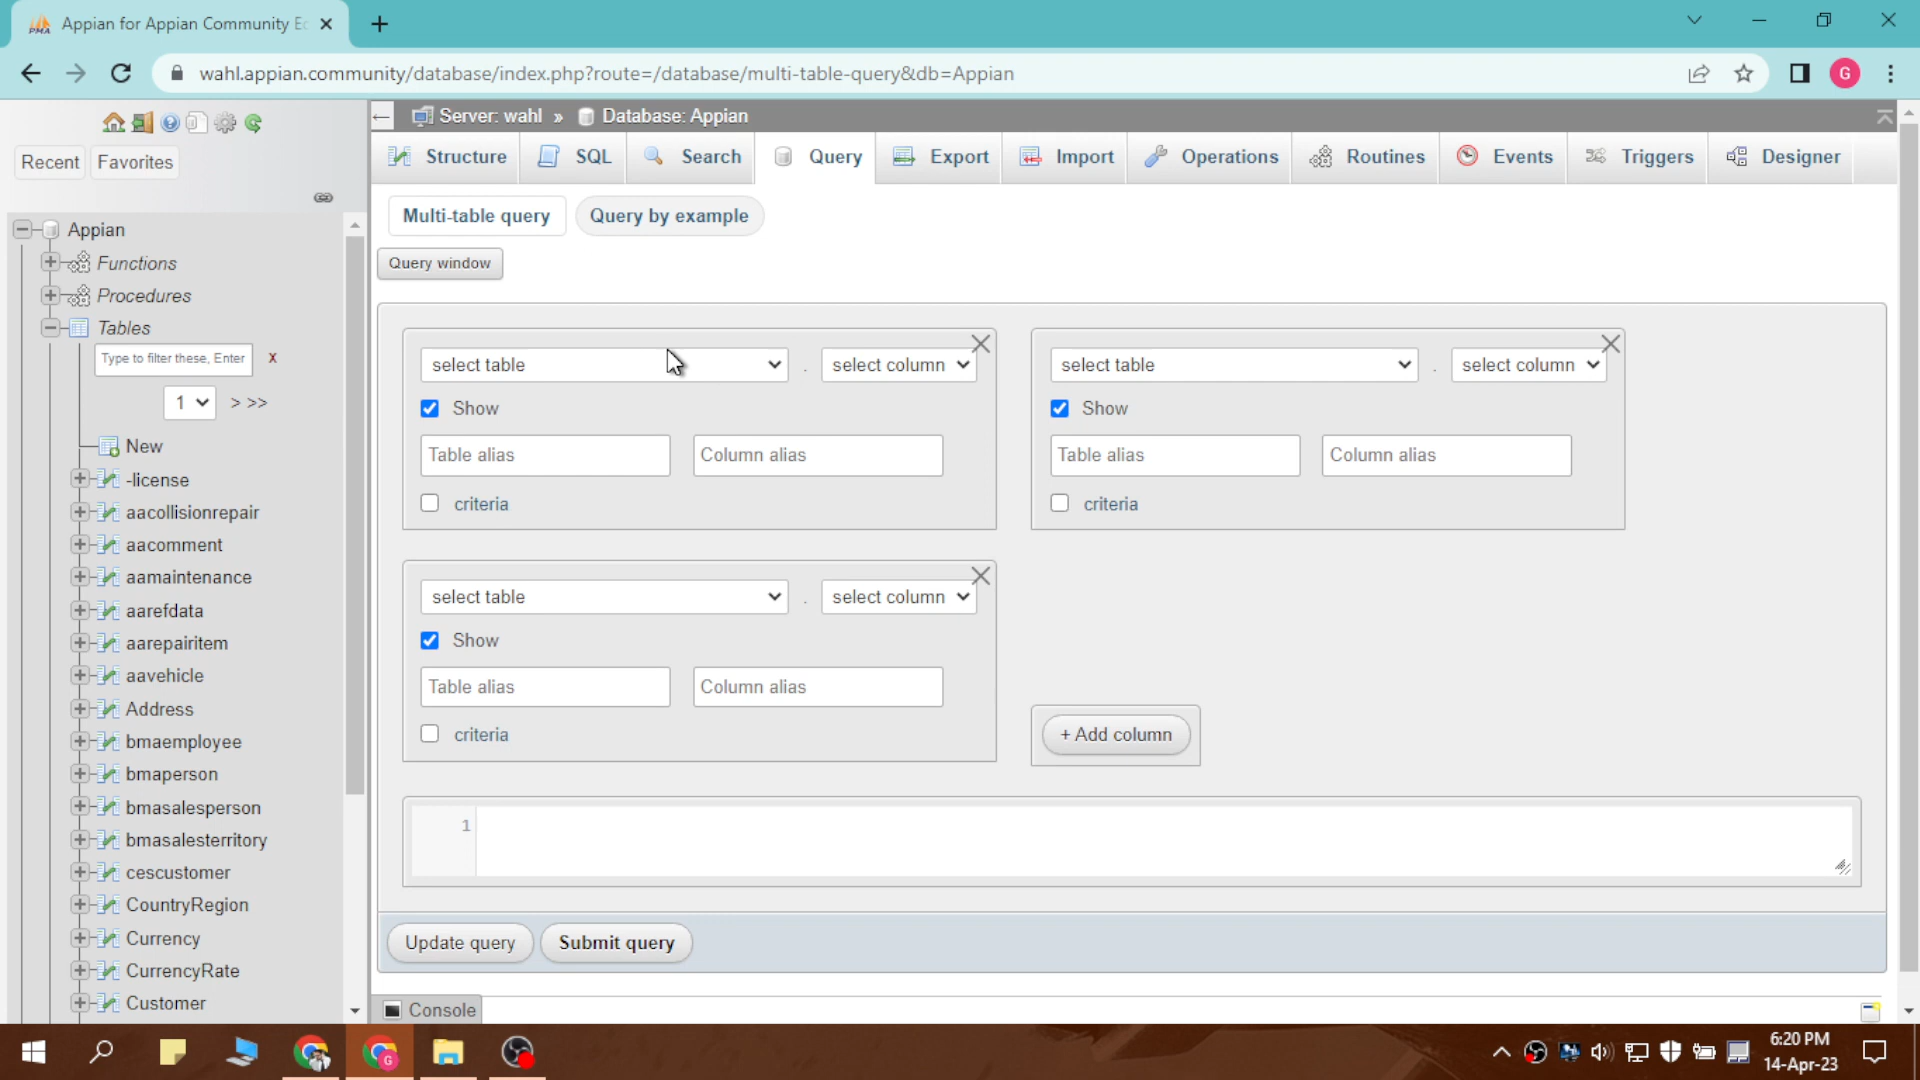 Appian for Appian Community Ec
wahl.appian.community/database/index.php?route=/database/multi-table-query&db=Appian
G
PMA
Recent
Favorites
Appian
Functions
Procedures
Tables
Type to filter these, Enter
X
1
> >>
New
-license
aacollisionrepair
aacomment
aamaintenance
aarefdata
aarepairitem
aavehicle
Address
bmaemployee
bmaperson
bmasalesperson
bmasalesterritory
cescustomer
CountryRegion
Currency
CurrencyRate
Customer
Server: wahl » Database: Appian
Structure
SQL
Search
Query
Export
Import
Operations
Routines
Events
Triggers
Designer
Multi-table query
Query by example
Query window
select table . select column
Show
Table alias
Column alias
criteria
select table . select column
Show
Table alias
Column alias
criteria
select table . select column
Show
Table alias
Column alias
criteria
+ Add column
1
Update query
Submit query
Console
G
6:20 PM
14-Apr-23